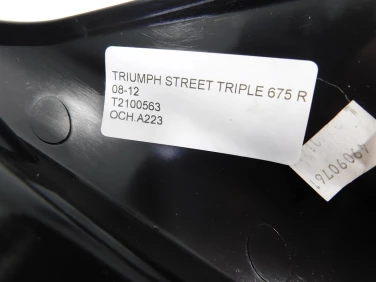 TRIUMPH STREET TRIPLE 675 R
08-12
T2100563
OCH.A223